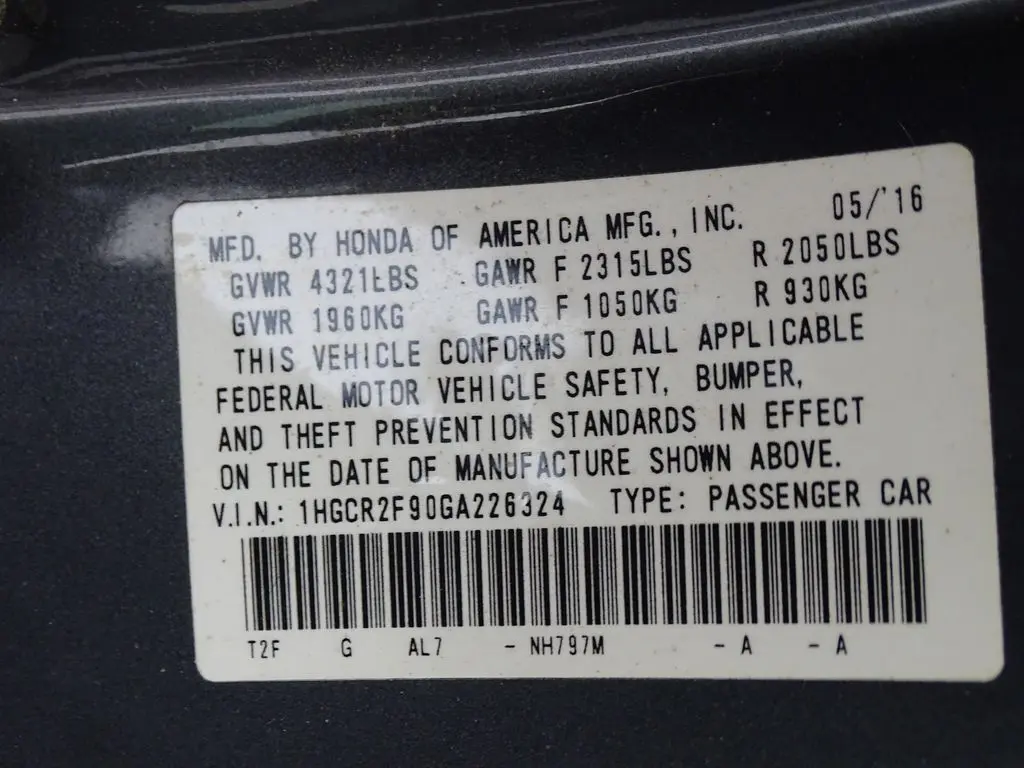 05/'16
MFD. BY HONDA OF AMERICA MFG., INC.
GVWR 4321LBS GAWR F 2315LBS R 2050LBS
GVWR 1960KG GAWR F 1050KG R 930KG
THIS VEHICLE CONFORMS TO ALL APPLICABLE
FEDERAL MOTOR VEHICLE SAFETY, BUMPER,
AND THEFT PREVENTION STANDARDS IN EFFECT
ON THE DATE OF MANUFACTURE SHOWN ABOVE.
V.I.N.: 1HGCR2F90GA226324 TYPE: PASSENGER CAR
T2F G AL7 - NH797M - A - A